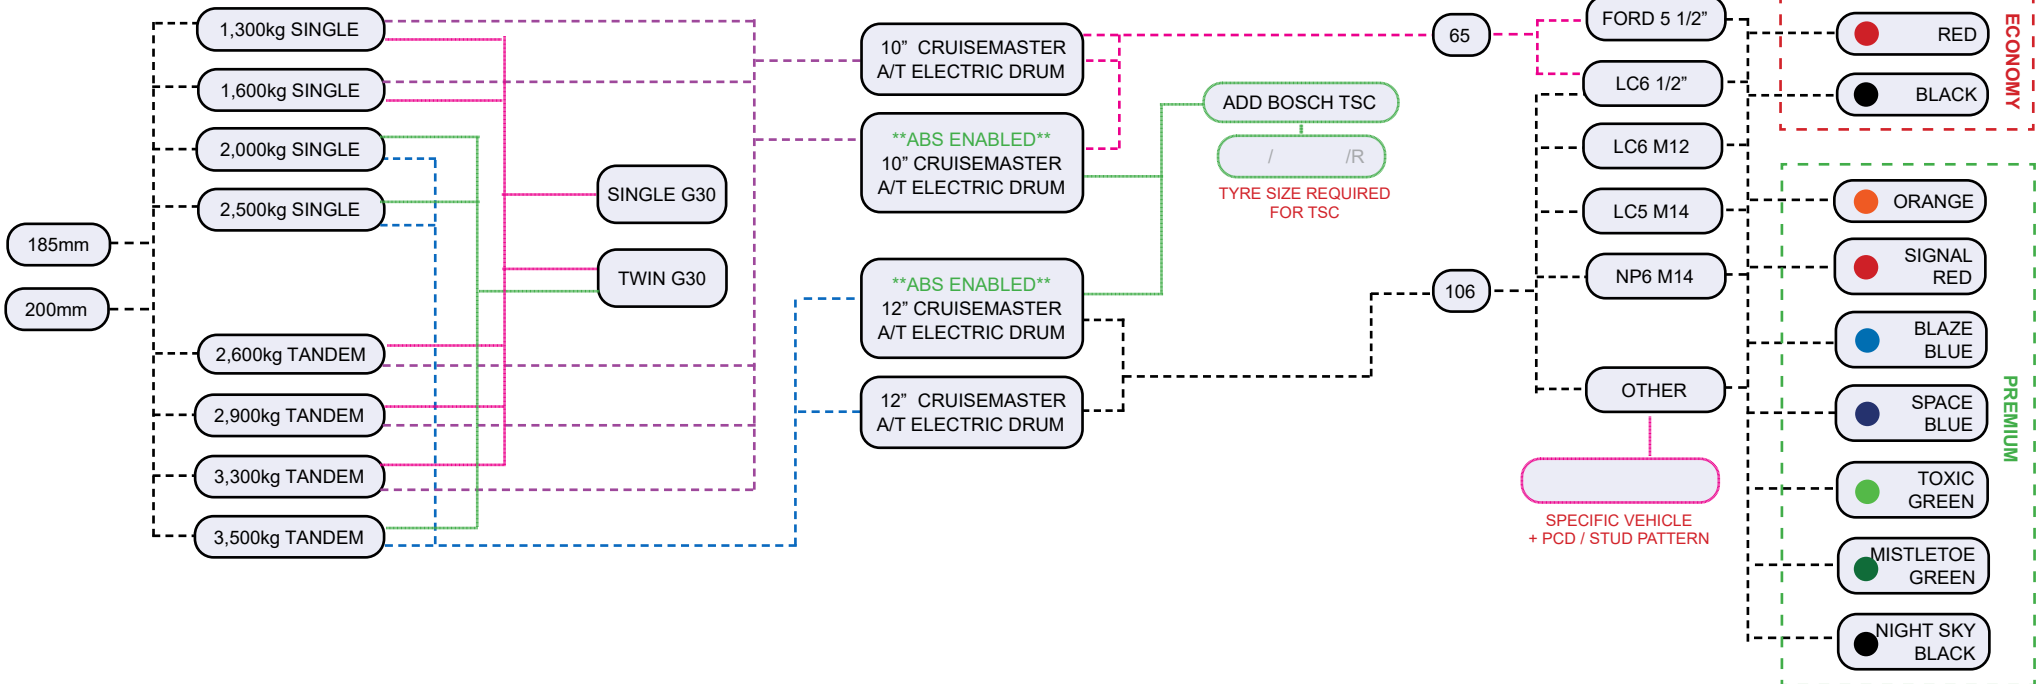 185mm
200mm
1,300kg SINGLE
1,600kg SINGLE
2,000kg SINGLE
2,500kg SINGLE
2,600kg TANDEM
2,900kg TANDEM
3,300kg TANDEM
3,500kg TANDEM
SINGLE G30
TWIN G30
10” CRUISEMASTER
A/T ELECTRIC DRUM
**ABS ENABLED**
10” CRUISEMASTER
A/T ELECTRIC DRUM
**ABS ENABLED**
12” CRUISEMASTER
A/T ELECTRIC DRUM
12” CRUISEMASTER
A/T ELECTRIC DRUM
ADD BOSCH TSC
/ /R
TYRE SIZE REQUIRED
FOR TSC
65
106
FORD 5 1/2”
LC6 1/2”
LC6 M12
LC5 M14
NP6 M14
OTHER
SPECIFIC VEHICLE
+ PCD / STUD PATTERN
RED
BLACK
ECONOMY
ORANGE
SIGNAL
RED
BLAZE
BLUE
SPACE
BLUE
TOXIC
GREEN
MISTLETOE
GREEN
NIGHT SKY
BLACK
PREMIUM